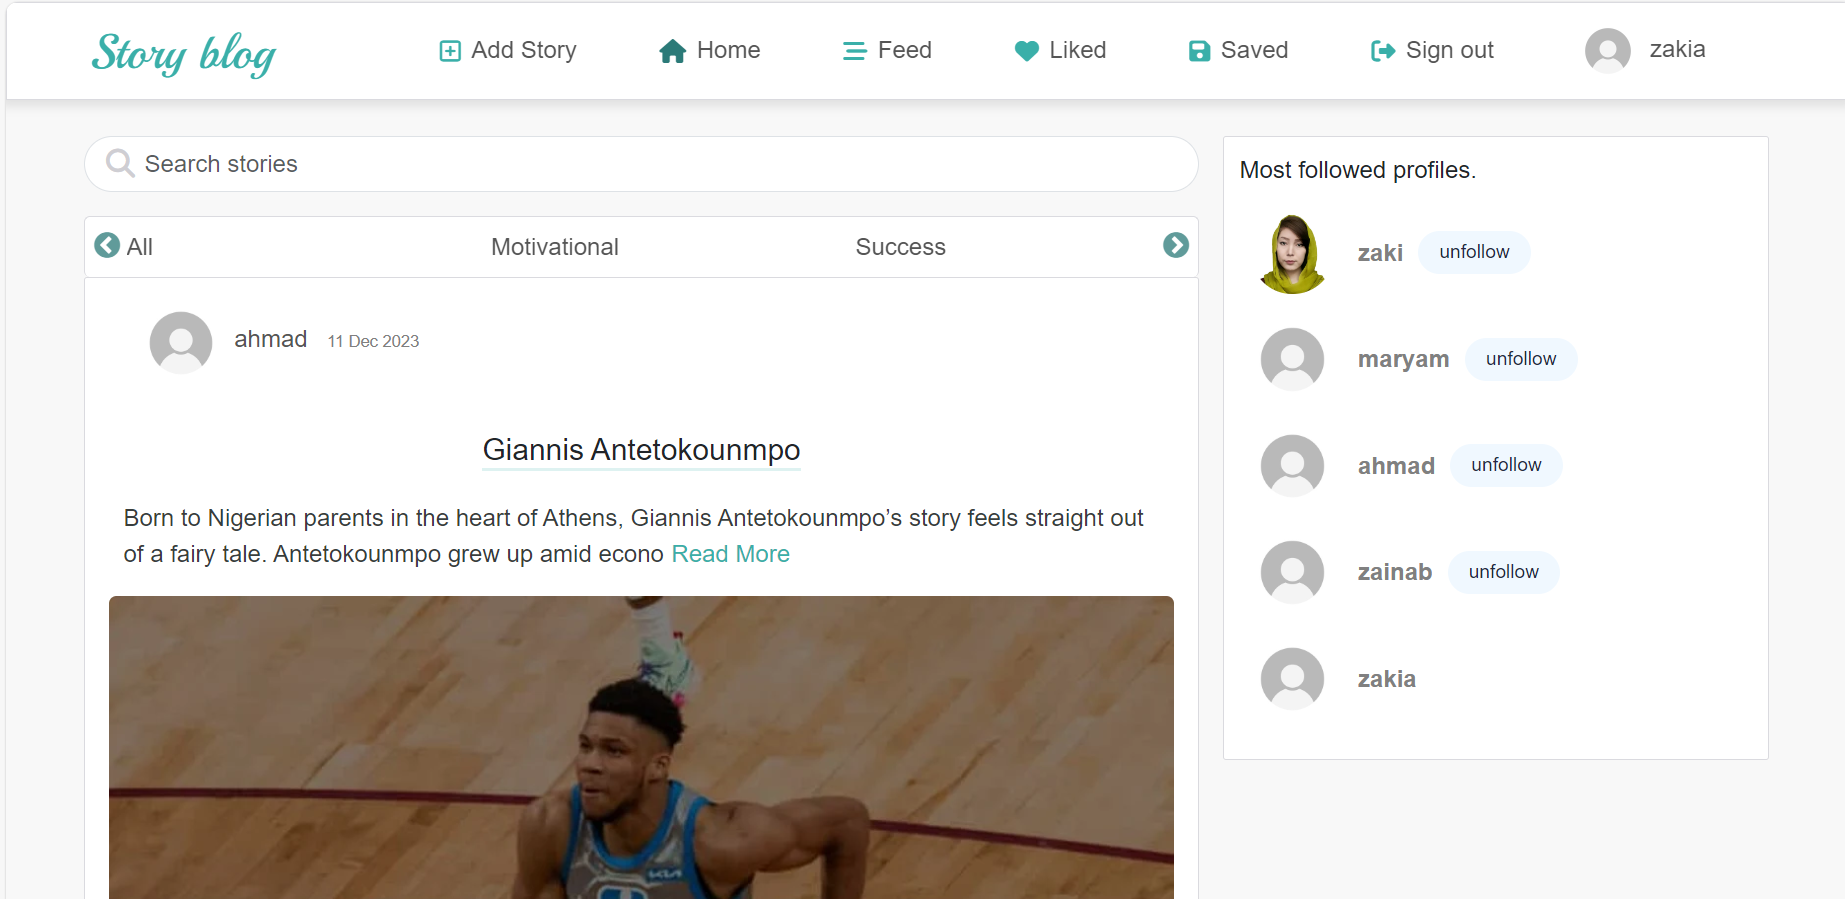 Story blog
Add Story
Home
Feed
Liked
Saved
Sign out
zakia
Search stories
All
Motivational
Success
ahmad 11 Dec 2023
Giannis Antetokounmpo
Born to Nigerian parents in the heart of Athens, Giannis Antetokounmpo’s story feels straight out
of a fairy tale. Antetokounmpo grew up amid econo Read More
Most followed profiles.
zaki unfollow
maryam unfollow
ahmad unfollow
zainab unfollow
zakia